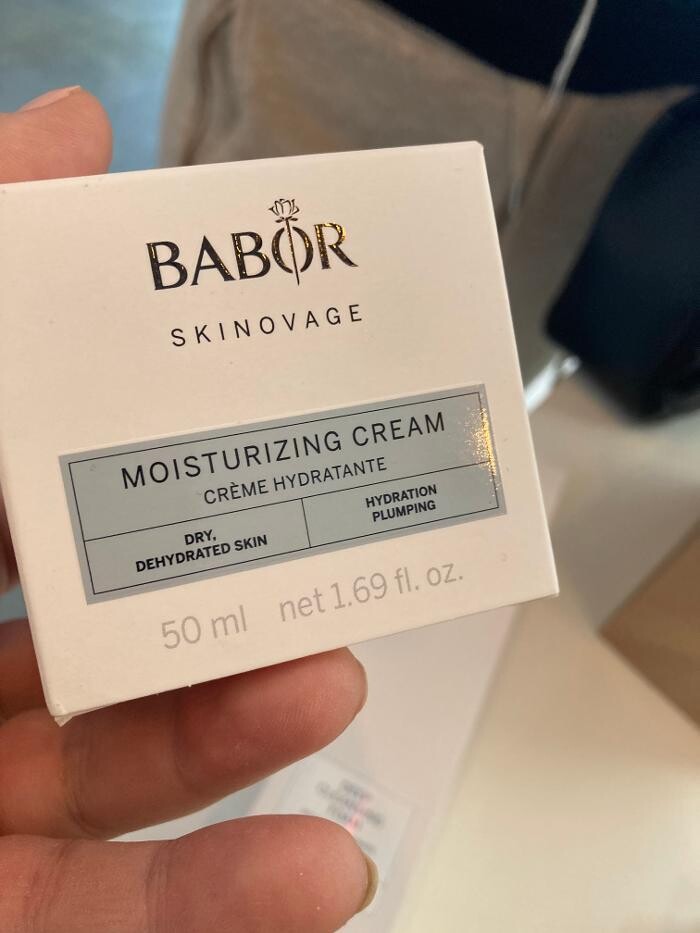 BABOR
SKINOVAGE
MOISTURIZING CREAM
CRÈME HYDRATANTE
DRY,
DEHYDRATED SKIN
HYDRATION
PLUMPING
50 ml net 1.69 fl. oz.